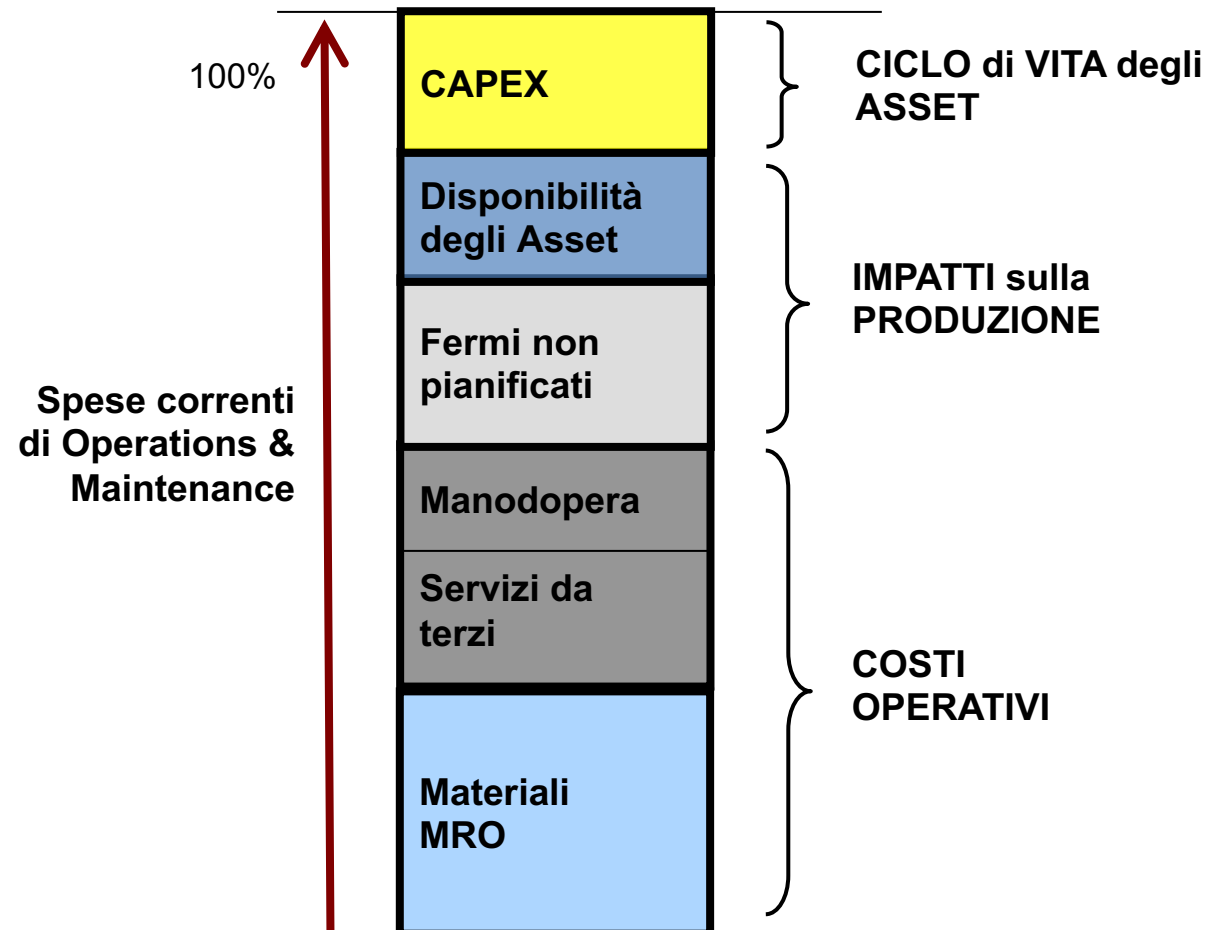 100%
CAPEX
CICLO di VITA degli
ASSET
Disponibilità
degli Asset
IMPATTI sulla
PRODUZIONE
Fermi non
pianificati
Spese correnti
di Operations &
Maintenance
Manodopera
Servizi da
terzi
COSTI
OPERATIVI
Materiali
MRO